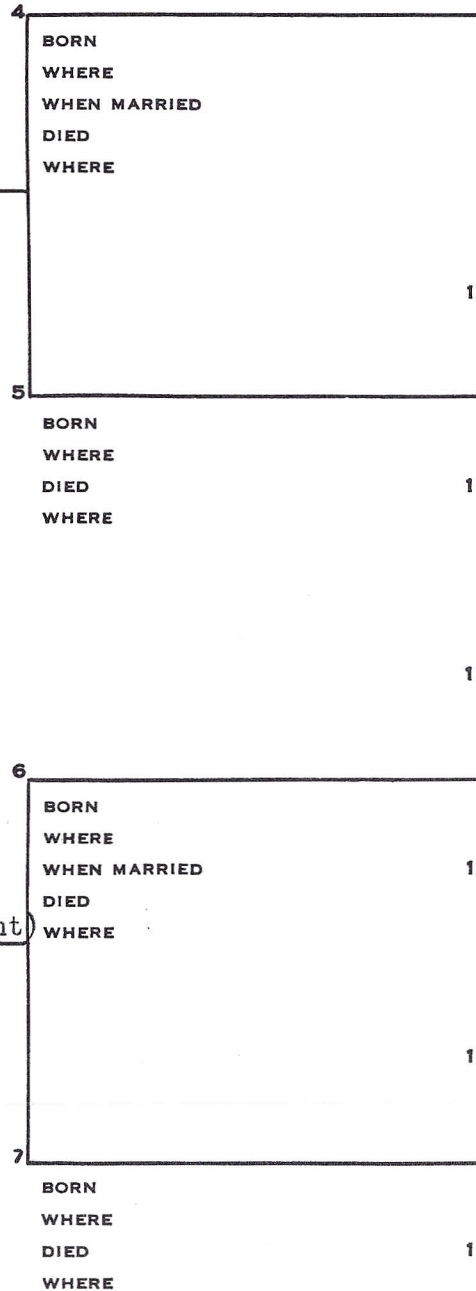 4
BORN
WHERE
WHEN MARRIED
DIED
WHERE
1
5
BORN
WHERE
DIED 1
WHERE
1
6
BORN
WHERE
WHEN MARRIED 1
DIED
nt) WHERE
1
7
BORN
WHERE
DIED 1
WHERE